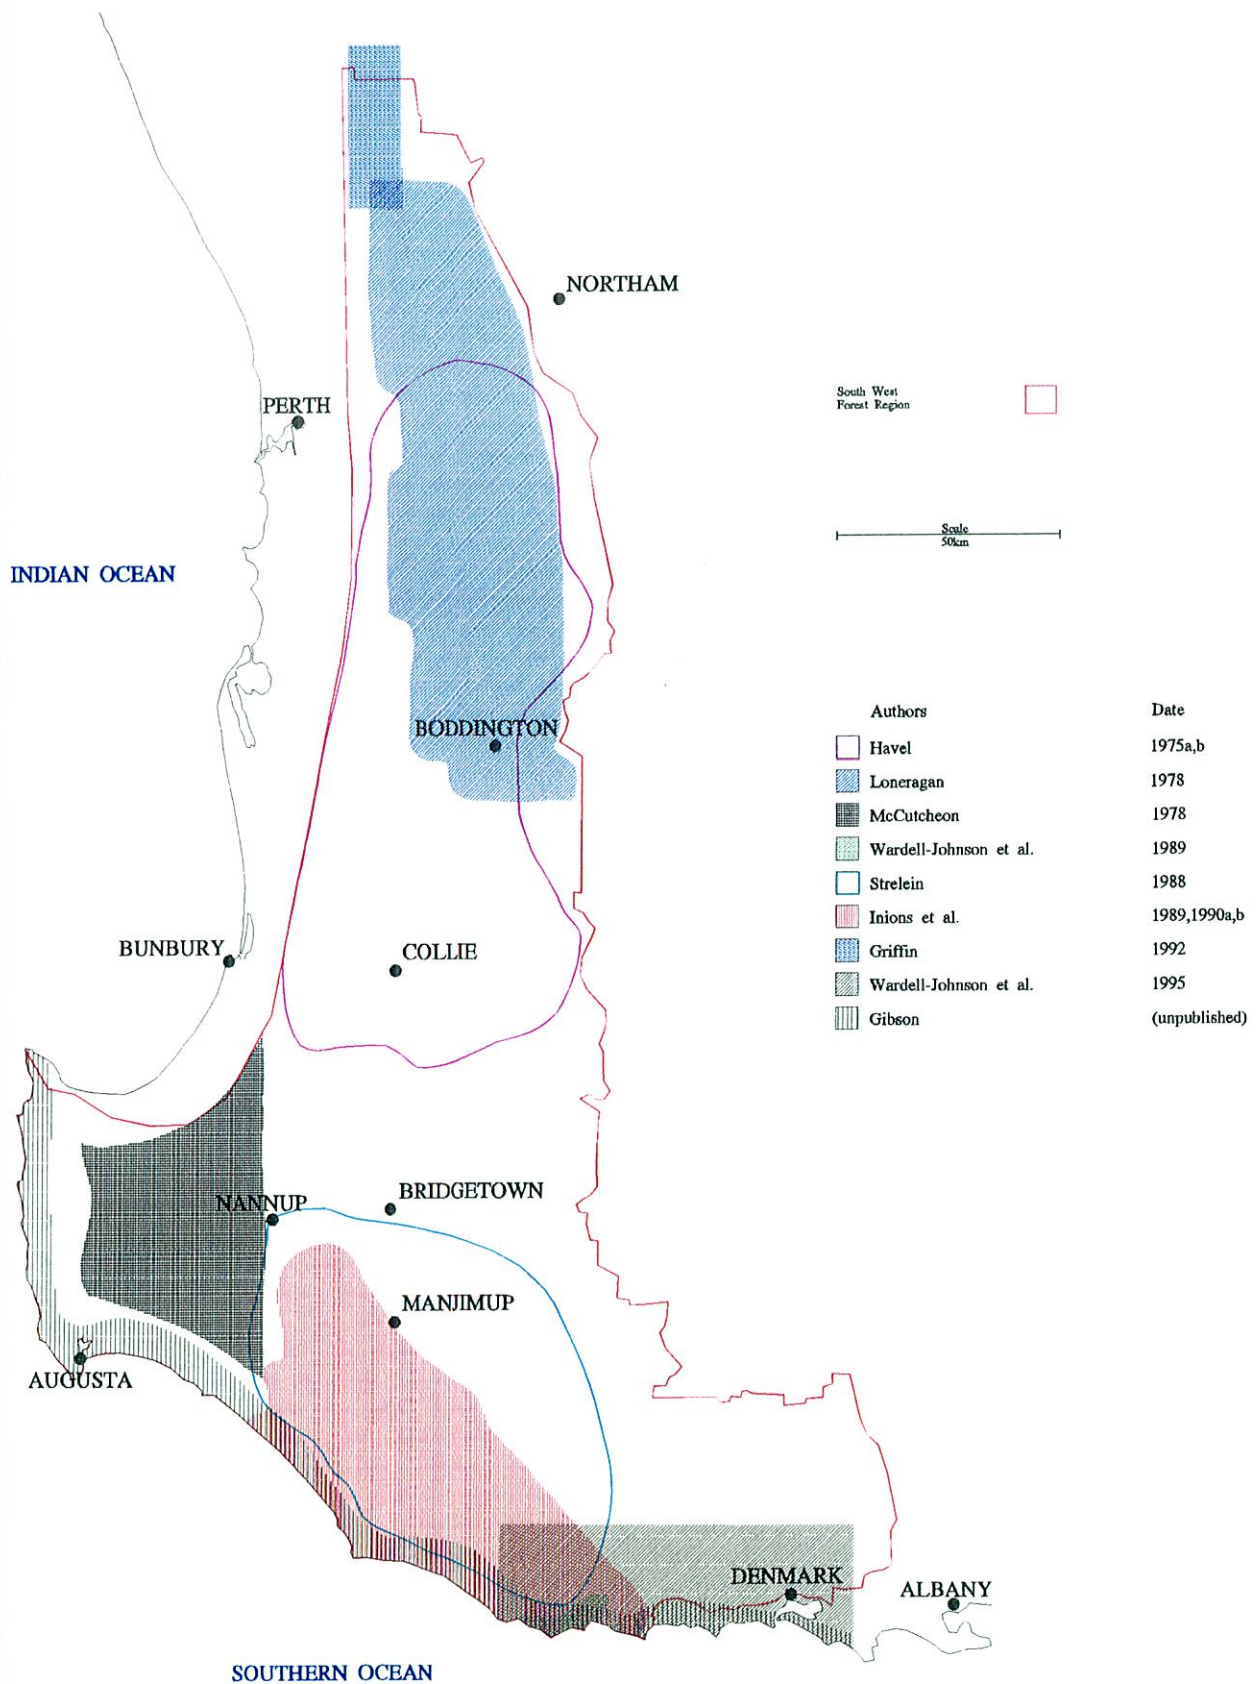 NORTHAM
PERTH
South West
Forest Region
Scale
50km
INDIAN OCEAN
Authors Date
Havel 1975a,b
BODDINGTON
Loneragan 1978
McCutcheon 1978
Wardell-Johnson et al. 1989
Strelein 1988
Inions et al. 1989,1990a,b
BUNBURY
COLLIE
Griffin 1992
Wardell-Johnson et al. 1995
Gibson (unpublished)
NANNUP
BRIDGETOWN
MANJIMUP
AUGUSTA
DENMARK
ALBANY
SOUTHERN OCEAN